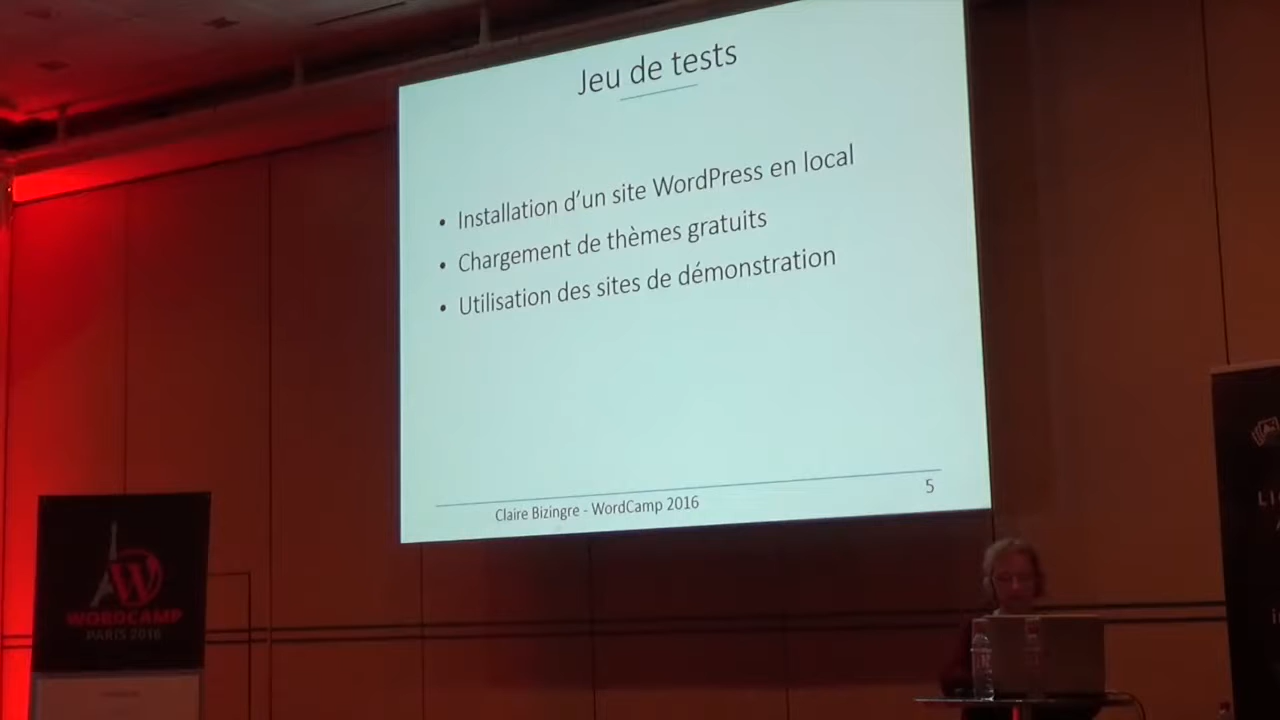 Jeu de tests
• Installation d'un site WordPress en local
• Chargement de thèmes gratuits
• Utilisation des sites de démonstration
Claire Bizingre - WordCamp 2016
5
WORDCAMP
PARIS 2016